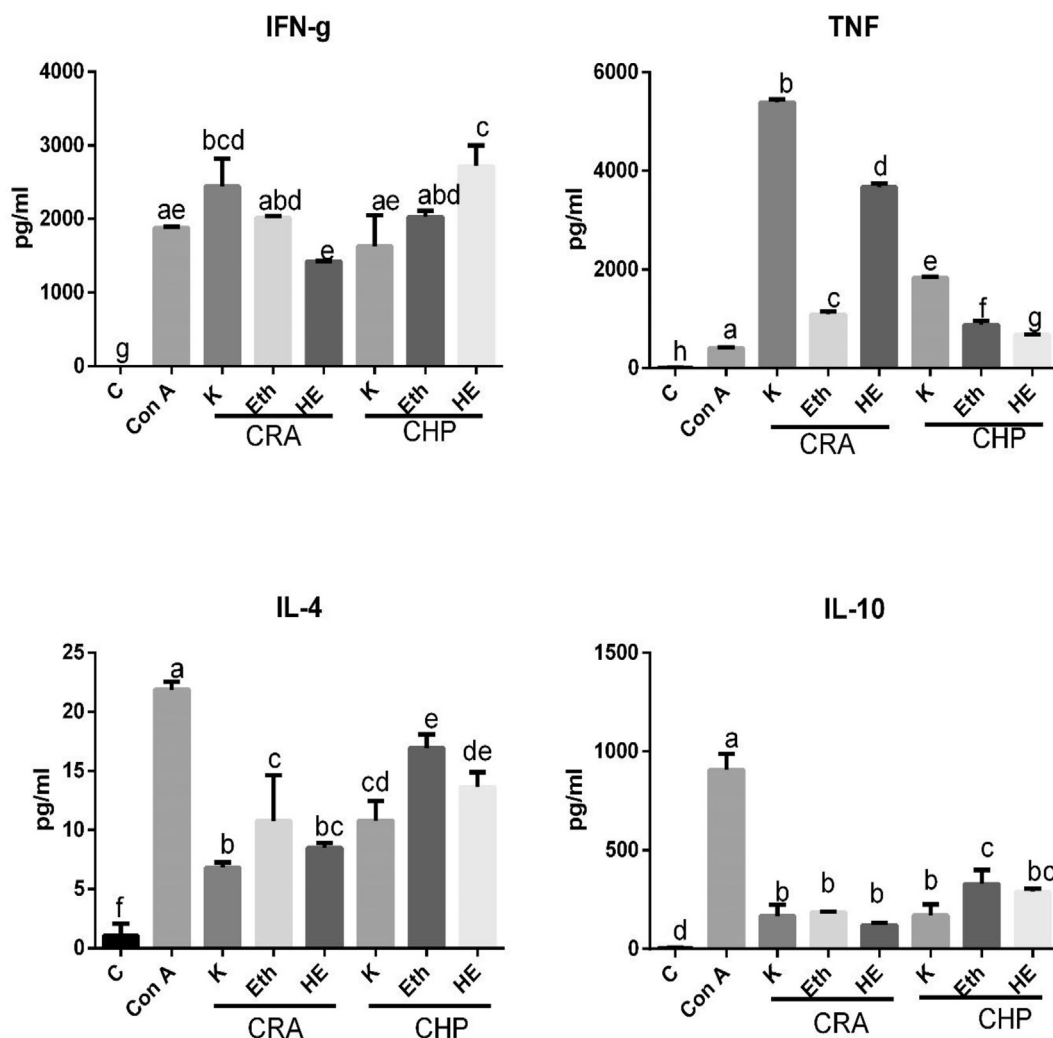 IFN-g
4000
3000
2000
1000
0
pg/ml
g
ae
bcd
abd
e
ae
abd
c
C
Con A
K
Eth
HE
K
Eth
HE
CRA
CHP
TNF
6000
4000
2000
0
pg/ml
h
a
b
c
d
e
f
g
C
Con A
K
Eth
HE
K
Eth
HE
CRA
CHP
IL-4
25
20
15
10
5
0
pg/ml
f
a
b
c
bc
cd
e
de
C
Con A
K
Eth
HE
K
Eth
HE
CRA
CHP
IL-10
1500
1000
500
0
pg/ml
d
a
b
b
b
b
c
bc
C
Con A
K
Eth
HE
K
Eth
HE
CRA
CHP